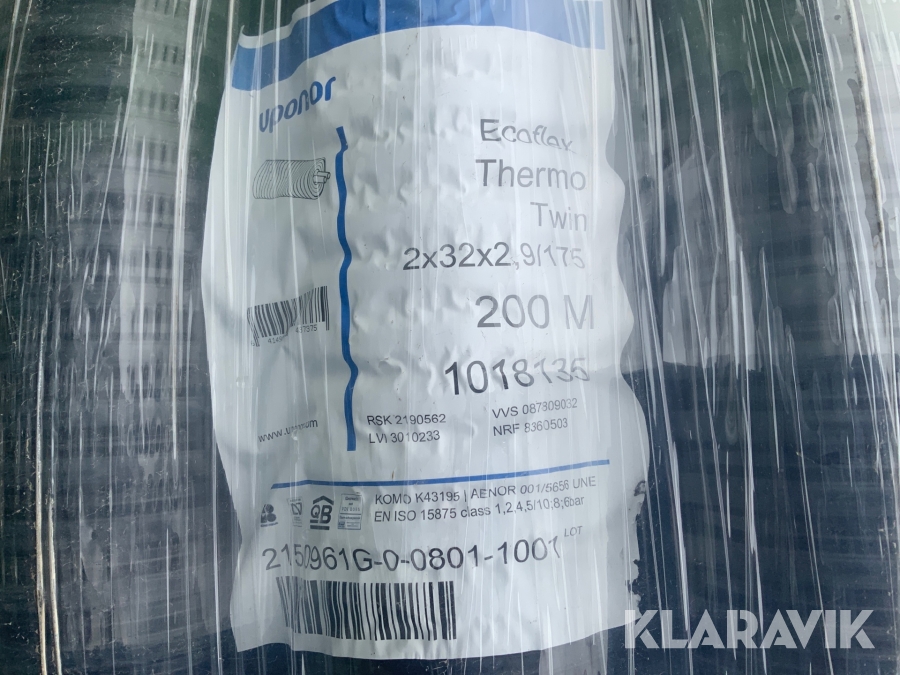 uponor
Ecoflex
Thermo
Twin
2x32x2,9/175
200 M
1018135
RSK 2190562
VVS 087809032
LVI 3010233
NRF 8360503
KOMO K43195 | AENOR 001/5656 UNE
EN ISO 15875 class 1,2,4,5/10;8;6bar
QB
LOT
2150961G-0-0801-1001
KLARAVIK